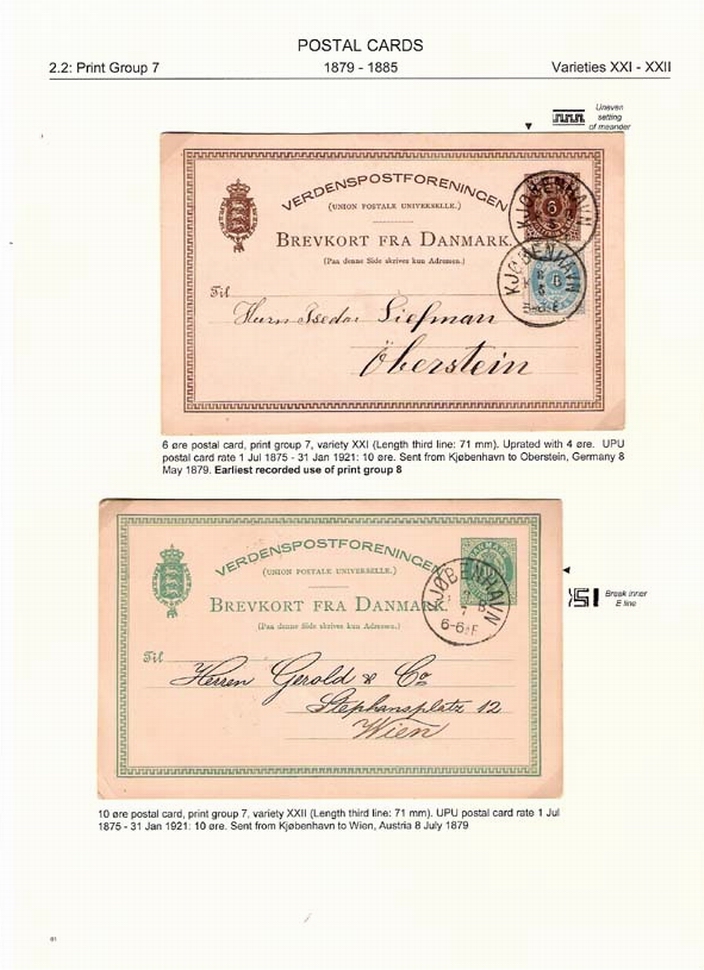 POSTAL CARDS
2.2: Print Group 7 1879 - 1885 Varieties XXI - XXII
Uneven
setting
of meander
VERDENSPOSTFORENINGEN
(UNION POSTALE UNIVERSELLE.)
BREVKORT FRA DANMARK.
(Paa denne Side skrives kun Adressen.)
KJØBENHAVN
6
KJØBENHAVN
Til
Herrn Isedor Siefman
Oberstein
6 øre postal card, print group 7, variety XXI (Length third line: 71 mm). Uprated with 4 øre. UPU
postal card rate 1 Jul 1875 - 31 Jan 1921: 10 øre. Sent from Kjøbenhavn to Oberstein, Germany 8
May 1879. Earliest recorded use of print group 8
VERDENSPOSTFORENINGEN
(UNION POSTALE UNIVERSELLE.)
BREVKORT FRA DANMARK.
(Paa denne Side skrives kun Adressen.)
KJØBENHAVN
7
6-6½F
Break inner
E line
Til
Herren Gerold & Co
Stephansplatz 12
Wien
10 øre postal card, print group 7, variety XXII (Length third line: 71 mm). UPU postal card rate 1 Jul
1875 - 31 Jan 1921: 10 øre. Sent from Kjøbenhavn to Wien, Austria 8 July 1879